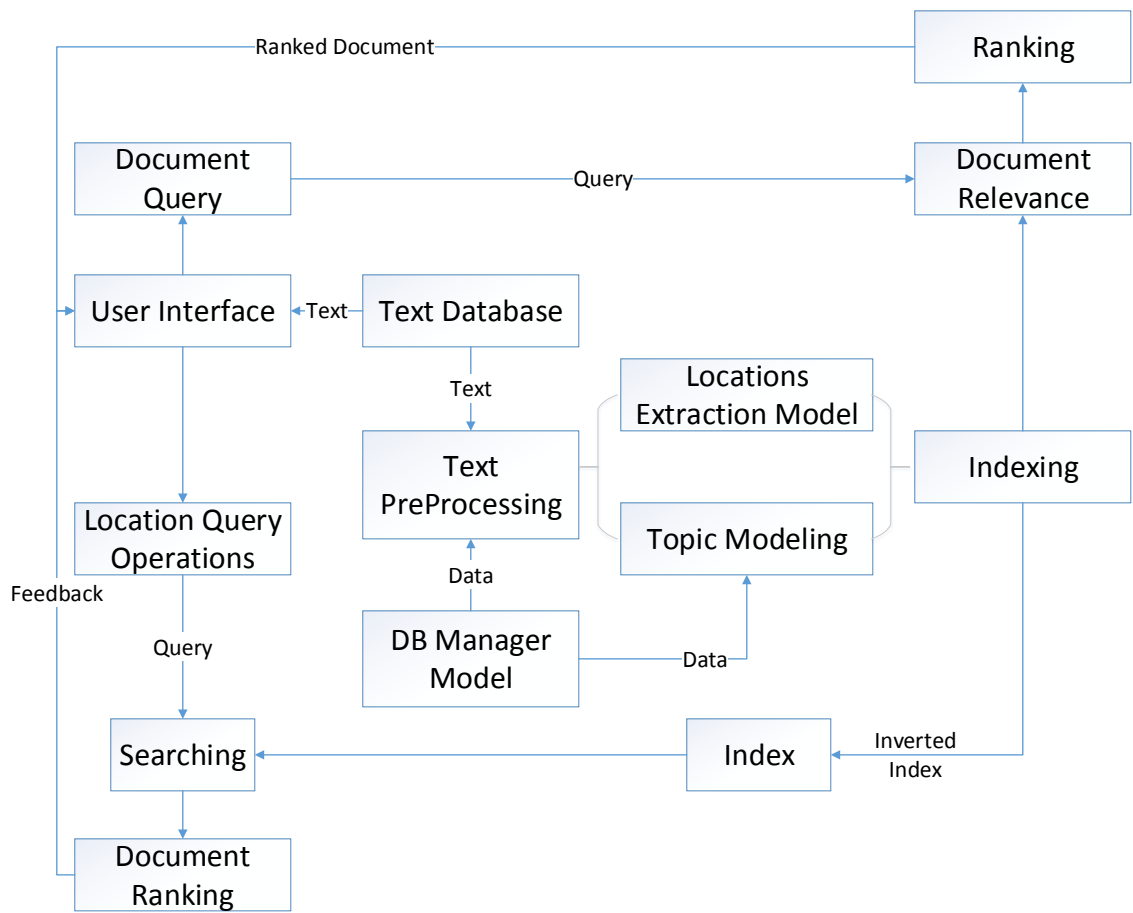 Ranked Document
Ranking
Document
Query
Query
Document
Relevance
User Interface
Text
Text Database
Text
Locations
Extraction Model
Text
PreProcessing
Indexing
Location Query
Operations
Topic Modeling
Feedback
Data
Query
DB Manager
Model
Data
Searching
Index
Inverted
Index
Document
Ranking